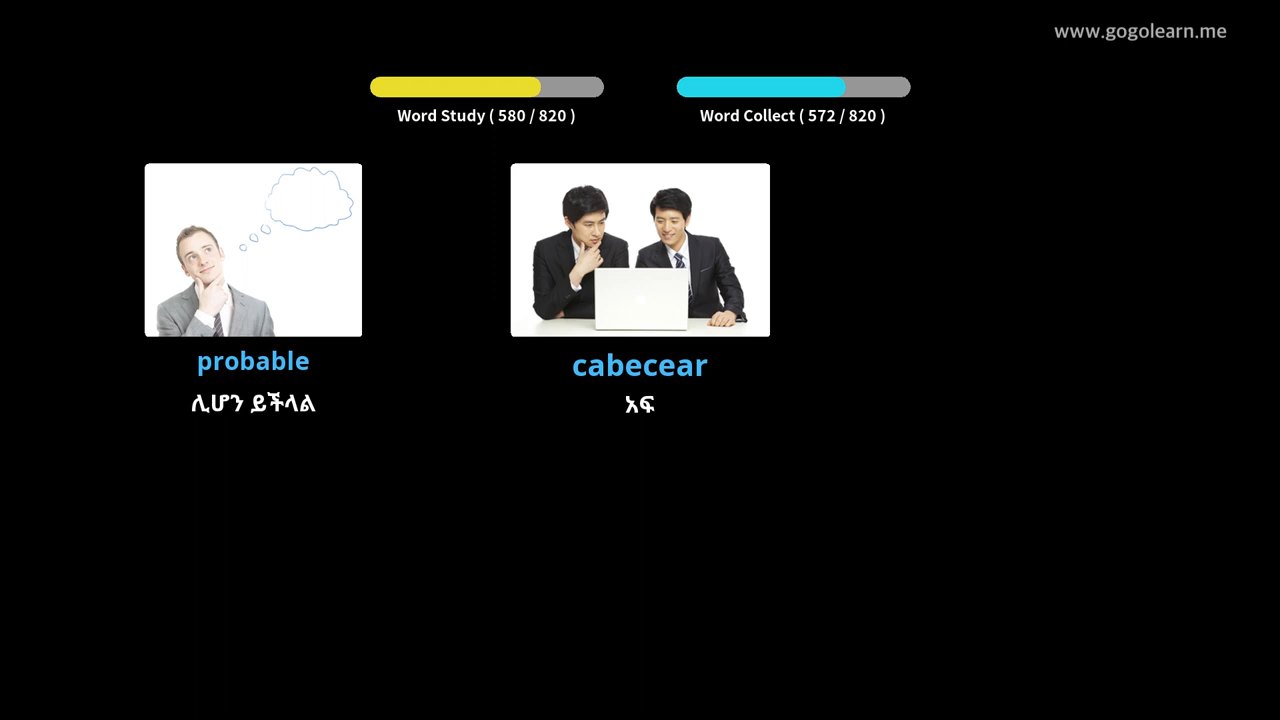 www.gogolearn.me
Word Study ( 580 / 820 )
Word Collect ( 572 / 820 )
probable
ሊሆን ይችላል
cabecear
አፍ